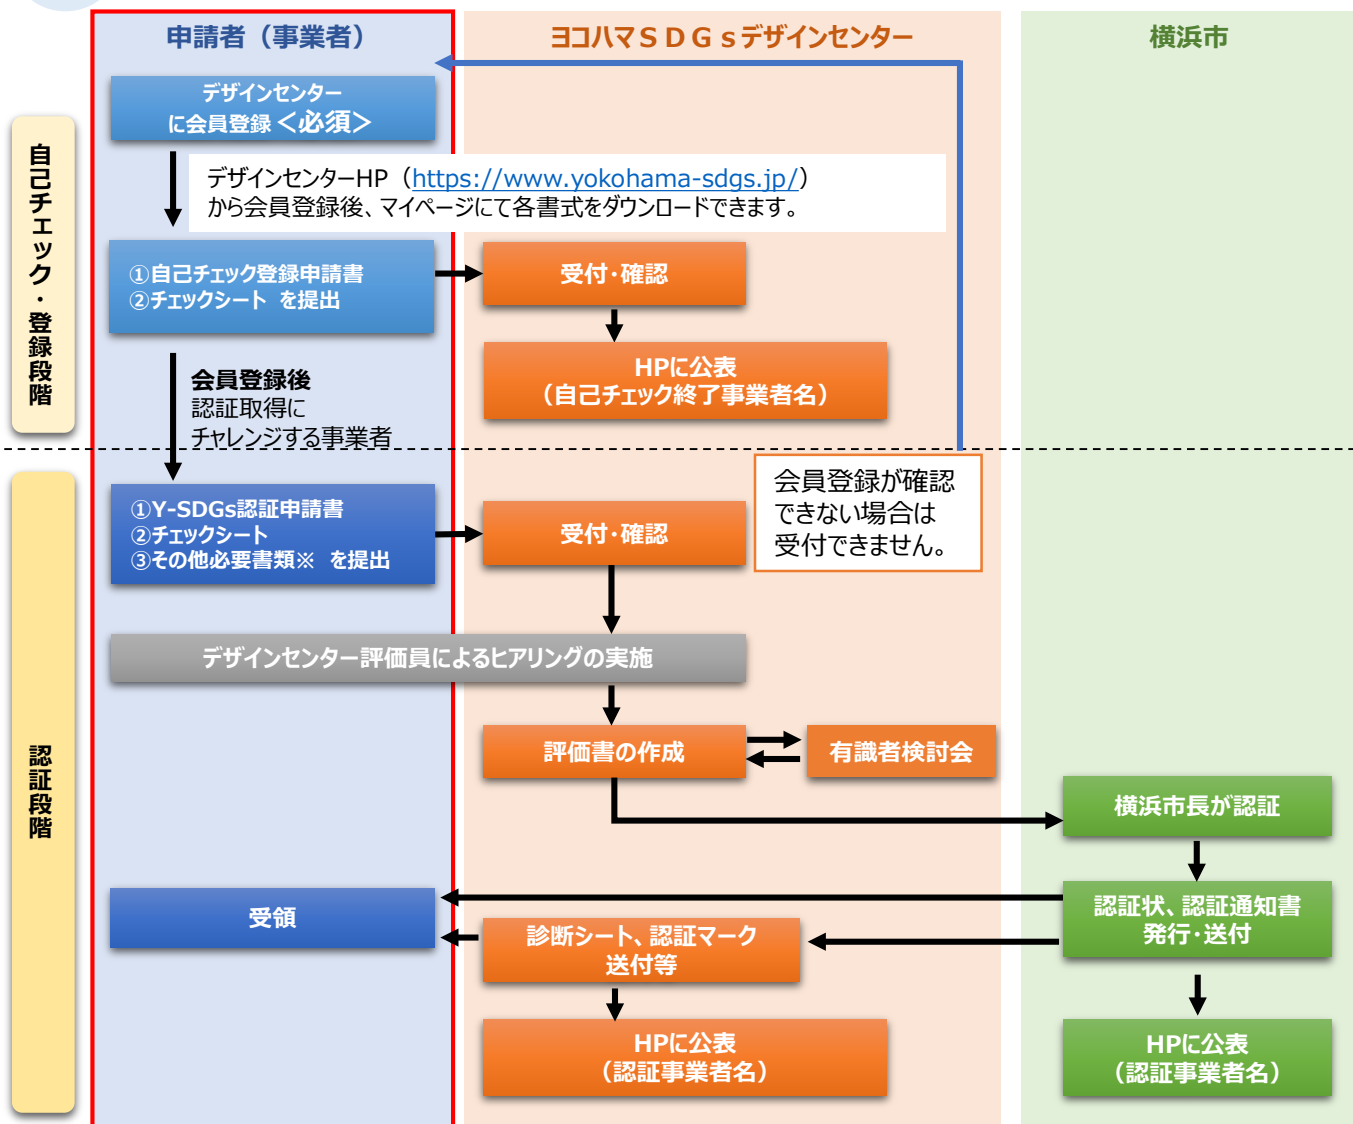 申請者（事業者）
ヨコハマＳＤＧｓデザインセンター
横浜市
自己チェック・登録段階
デザインセンター
に会員登録＜必須＞
デザインセンターHP（https://www.yokohama-sdgs.jp/）
から会員登録後、マイページにて各書式をダウンロードできます。
①自己チェック登録申請書
②チェックシート を提出
受付・確認
HPに公表
（自己チェック終了事業者名）
会員登録後
認証取得に
チャレンジする事業者
認証段階
①Y-SDGs認証申請書
②チェックシート
③その他必要書類※ を提出
受付・確認
会員登録が確認
できない場合は
受付できません。
デザインセンター評価員によるヒアリングの実施
評価書の作成
有識者検討会
横浜市長が認証
受領
診断シート、認証マーク
送付等
認証状、認証通知書
発行・送付
HPに公表
（認証事業者名）
HPに公表
（認証事業者名）